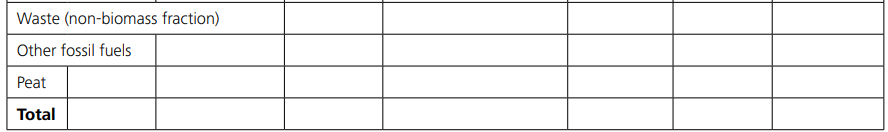 Waste (non-biomass fraction)
Other fossil fuels
Peat
Total